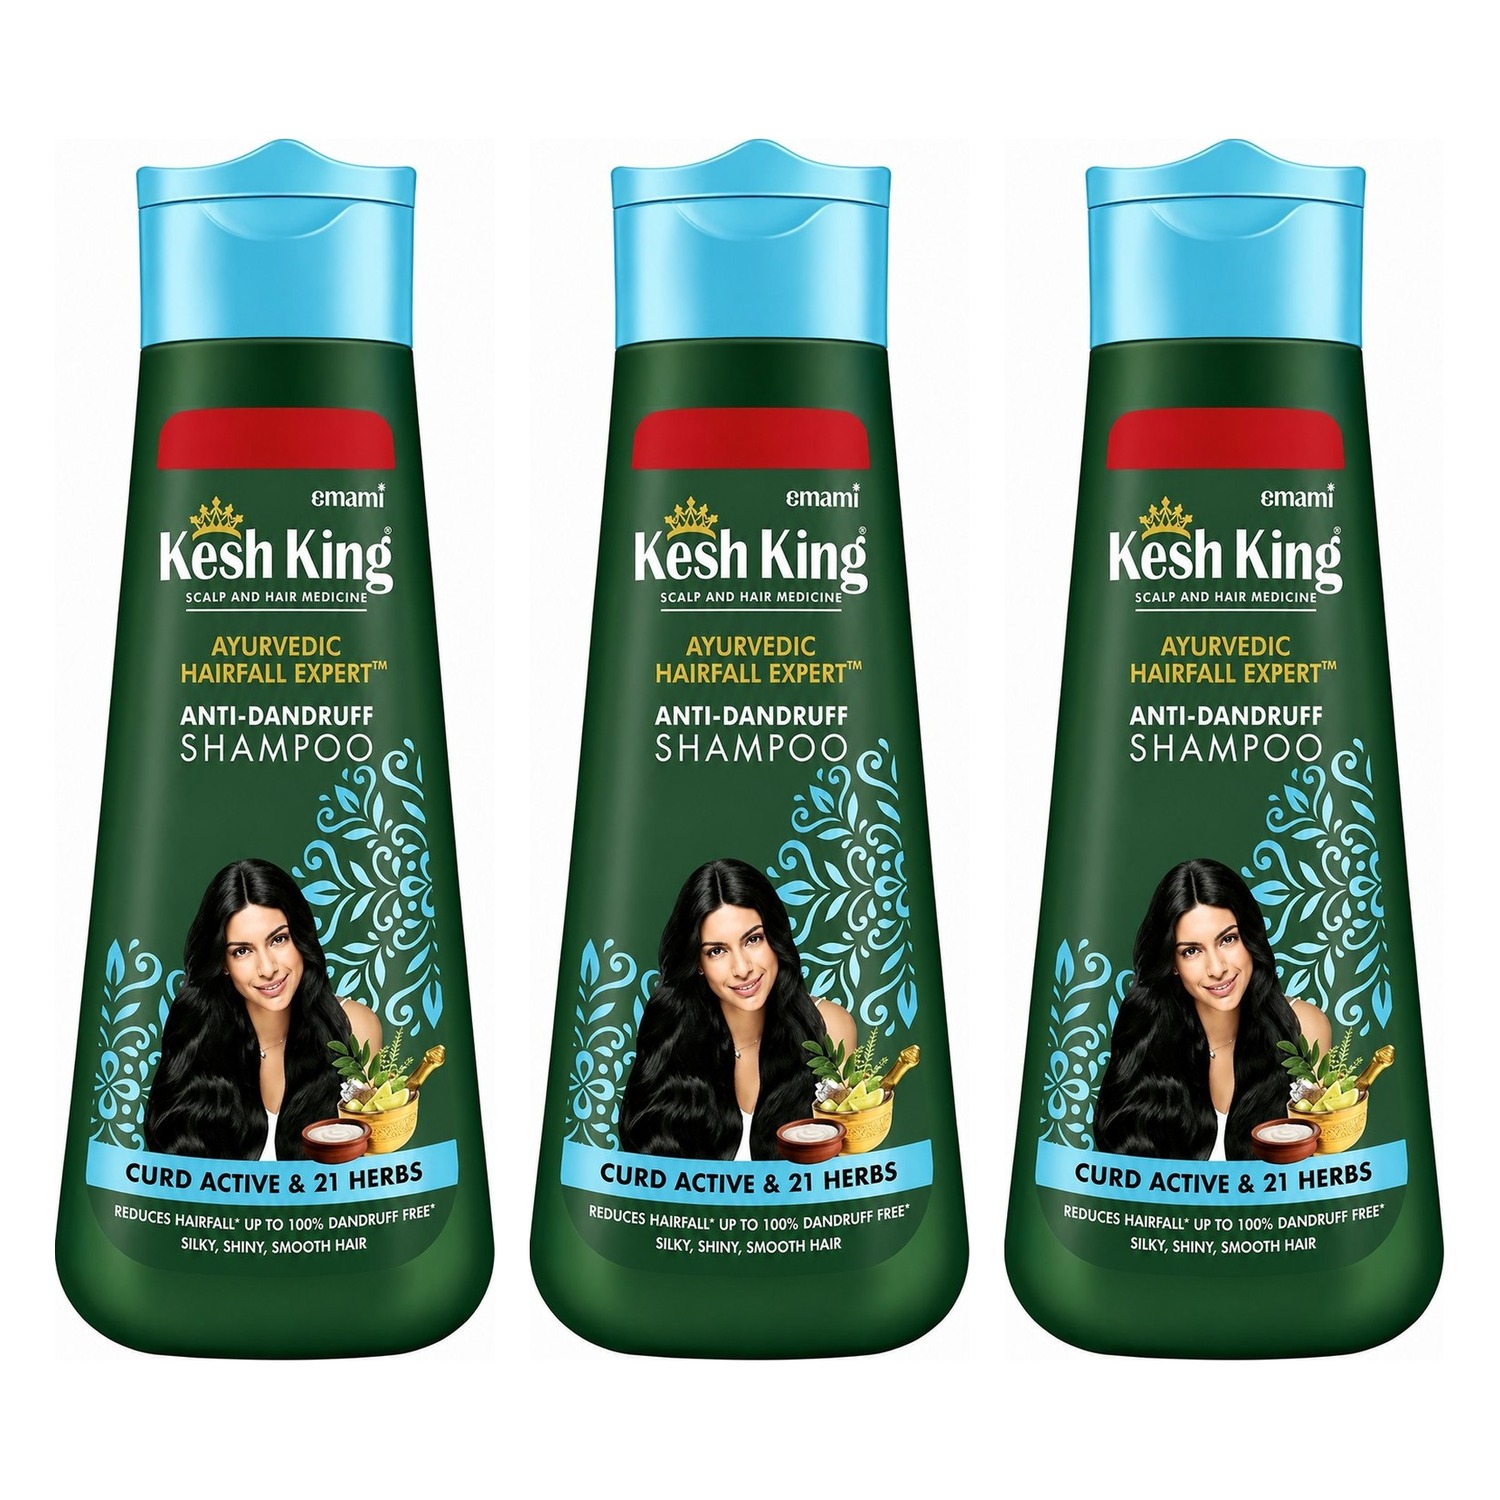 emami
Kesh King®
SCALP AND HAIR MEDICINE
AYURVEDIC
HAIRFALL EXPERT™
ANTI-DANDRUFF
SHAMPOO
CURD ACTIVE & 21 HERBS
REDUCES HAIRFALL* UP TO 100% DANDRUFF FREE*
SILKY, SHINY, SMOOTH HAIR
emami
Kesh King®
SCALP AND HAIR MEDICINE
AYURVEDIC
HAIRFALL EXPERT™
ANTI-DANDRUFF
SHAMPOO
CURD ACTIVE & 21 HERBS
REDUCES HAIRFALL* UP TO 100% DANDRUFF FREE*
SILKY, SHINY, SMOOTH HAIR
emami
Kesh King®
SCALP AND HAIR MEDICINE
AYURVEDIC
HAIRFALL EXPERT™
ANTI-DANDRUFF
SHAMPOO
CURD ACTIVE & 21 HERBS
REDUCES HAIRFALL* UP TO 100% DANDRUFF FREE*
SILKY, SHINY, SMOOTH HAIR